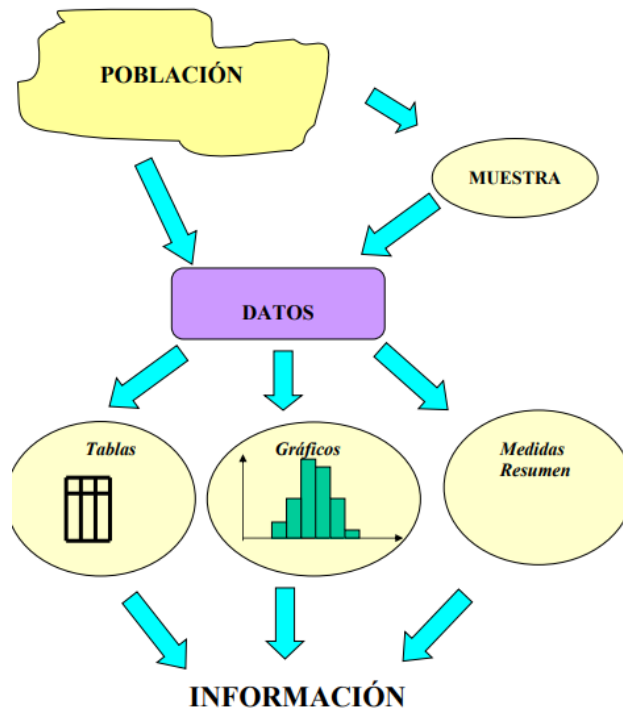 POBLACIÓN
MUESTRA
DATOS
Tablas
Gráficos
Medidas
Resumen
INFORMACIÓN